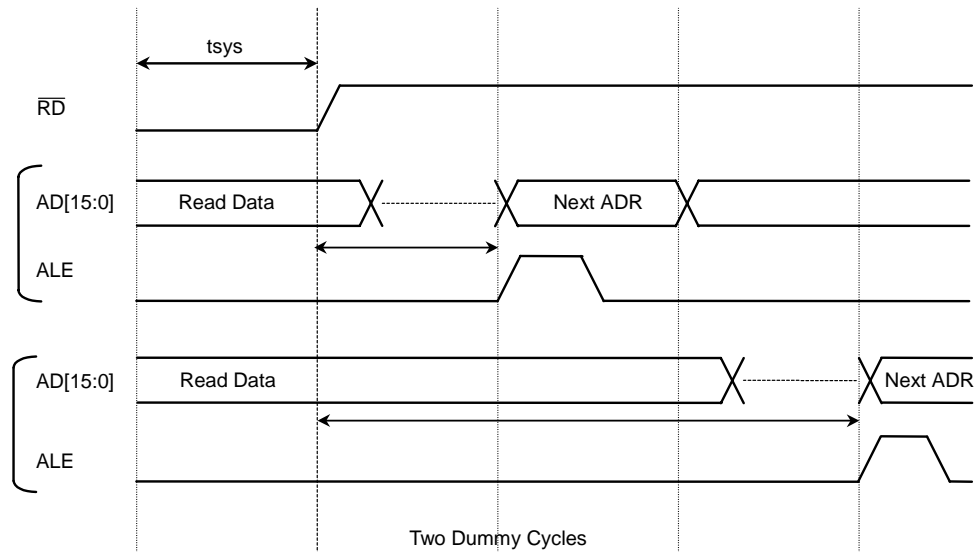 tsys
R̅D̅
AD[15:0] Read Data Next ADR
ALE
AD[15:0] Read Data Next ADR
ALE
Two Dummy Cycles